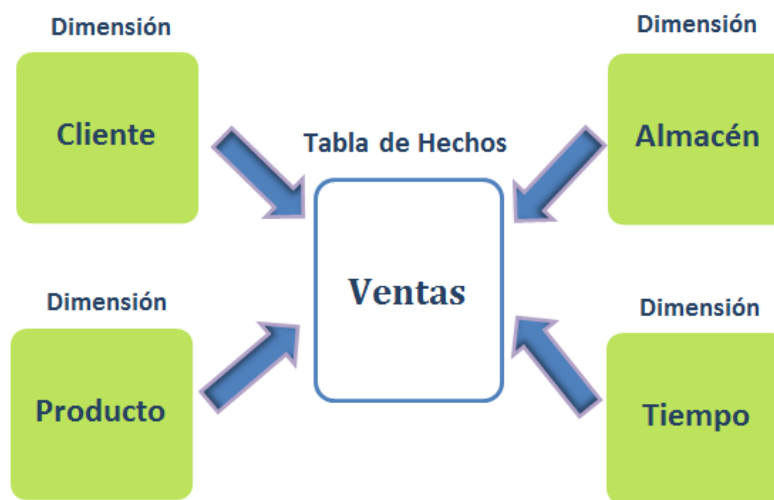 Dimensión
Cliente
Dimensión
Almacén
Tabla de Hechos
Ventas
Dimensión
Producto
Dimensión
Tiempo